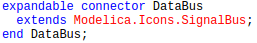 expandable connector DataBus
  extends Modelica.Icons.SignalBus;
end DataBus;